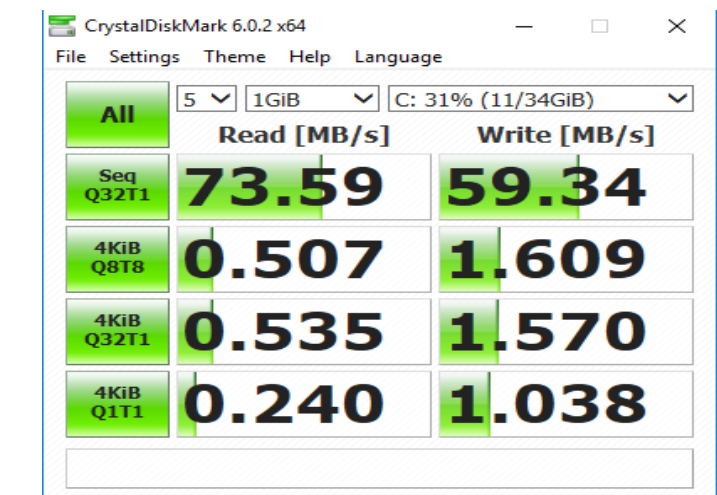 CrystalDiskMark 6.0.2 x64
File Settings Theme Help Language
All 5 1GiB C: 31% (11/34GiB)
Read [MB/s] Write [MB/s]
Seq
Q32T1 73.59 59.34
4KiB
Q8T8 0.507 1.609
4KiB
Q32T1 0.535 1.570
4KiB
Q1T1 0.240 1.038